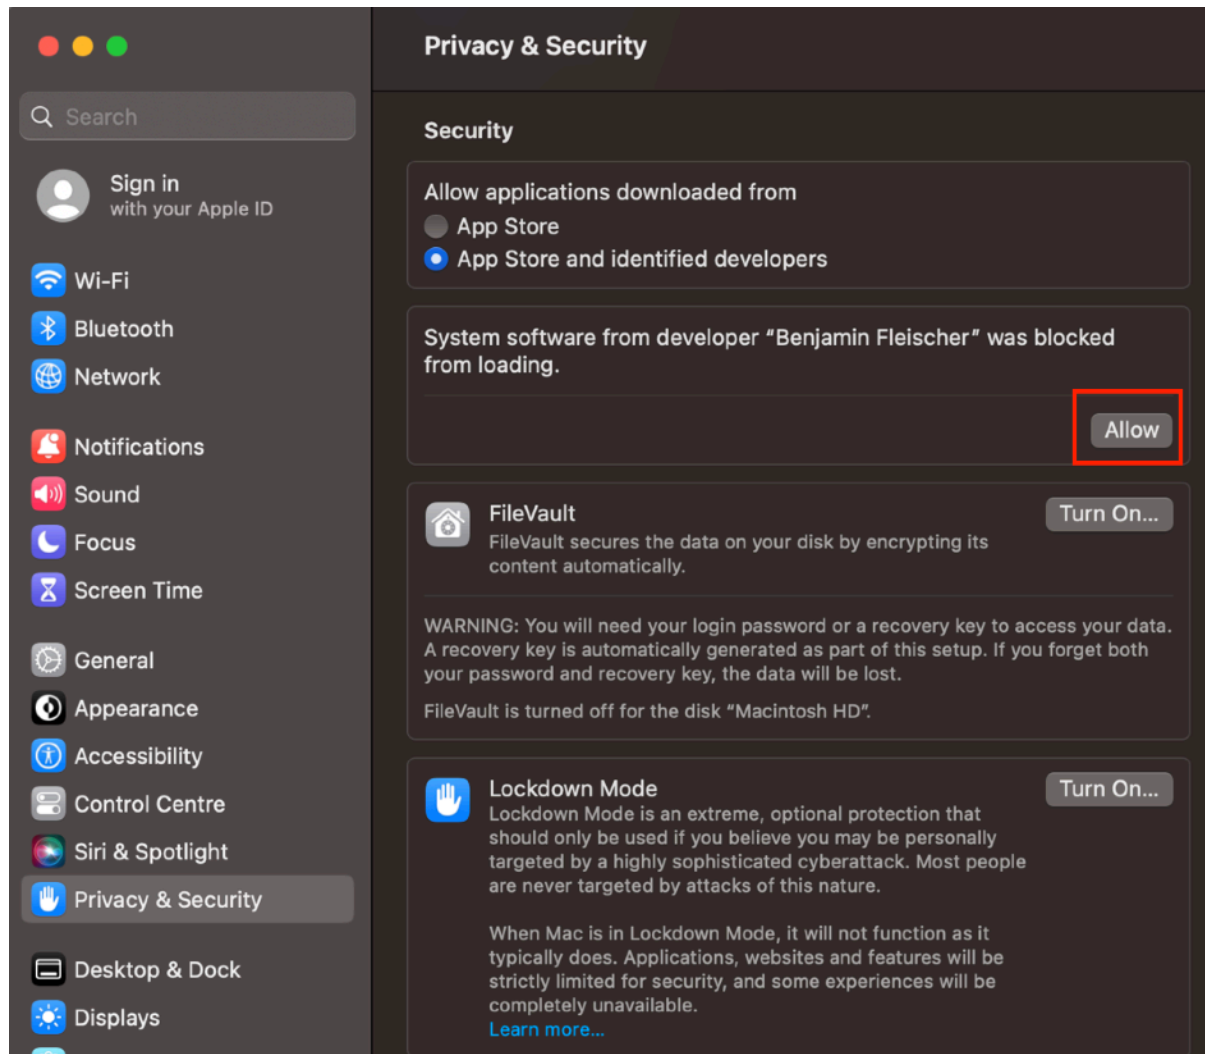 Privacy & Security
Search
Sign in
with your Apple ID
Wi-Fi
Bluetooth
Network
Notifications
Sound
Focus
Screen Time
General
Appearance
Accessibility
Control Centre
Siri & Spotlight
Privacy & Security
Desktop & Dock
Displays
Security
Allow applications downloaded from
App Store
App Store and identified developers
System software from developer “Benjamin Fleischer” was blocked
from loading.
Allow
FileVault
Turn On...
FileVault secures the data on your disk by encrypting its
content automatically.
WARNING: You will need your login password or a recovery key to access your data.
A recovery key is automatically generated as part of this setup. If you forget both
your password and recovery key, the data will be lost.
FileVault is turned off for the disk “Macintosh HD”.
Lockdown Mode
Turn On...
Lockdown Mode is an extreme, optional protection that
should only be used if you believe you may be personally
targeted by a highly sophisticated cyberattack. Most people
are never targeted by attacks of this nature.
When Mac is in Lockdown Mode, it will not function as it
typically does. Applications, websites and features will be
strictly limited for security, and some experiences will be
completely unavailable.
Learn more...